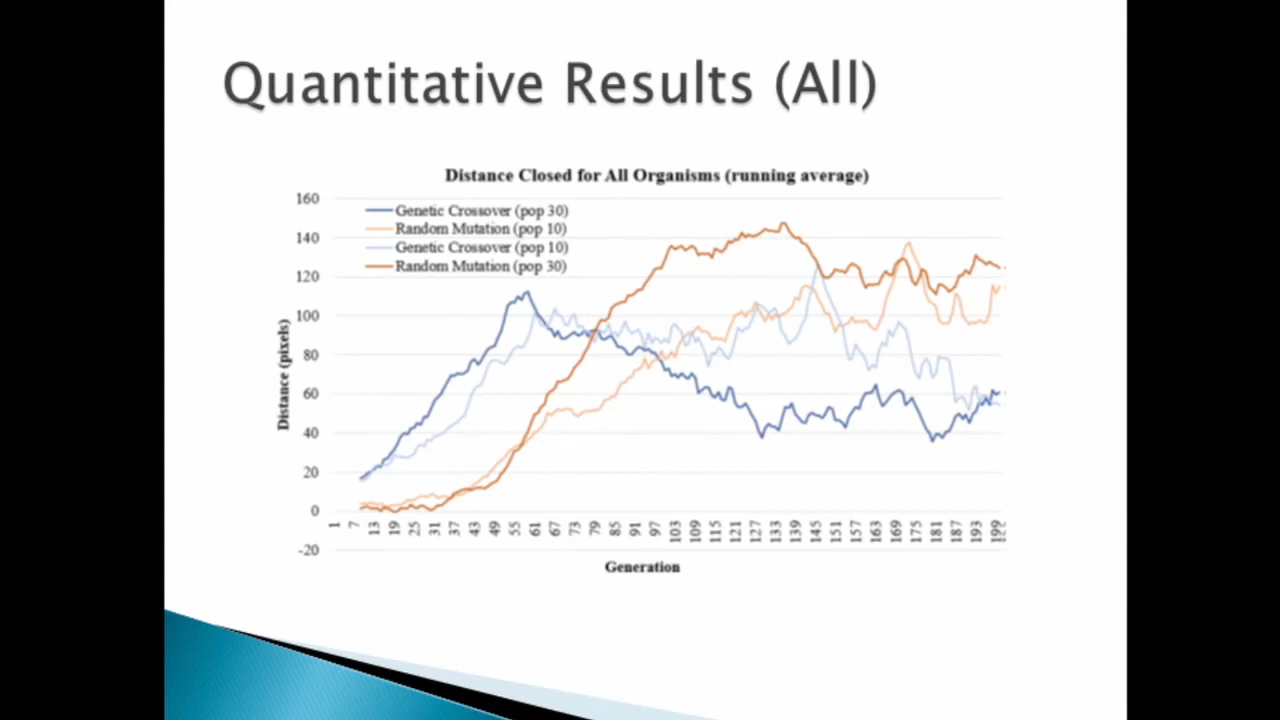 Quantitative Results (All)
Distance Closed for All Organisms (running average)
Genetic Crossover (pop 30)
Random Mutation (pop 10)
Genetic Crossover (pop 10)
Random Mutation (pop 30)
160
140
120
100
80
60
40
20
0
-20
Distance (pixels)
1 7 13 19 25 31 37 43 49 55 61 67 73 79 85 91 97 103 109 115 121 127 133 139 145 151 157 163 169 175 181 187 193 199
Generation